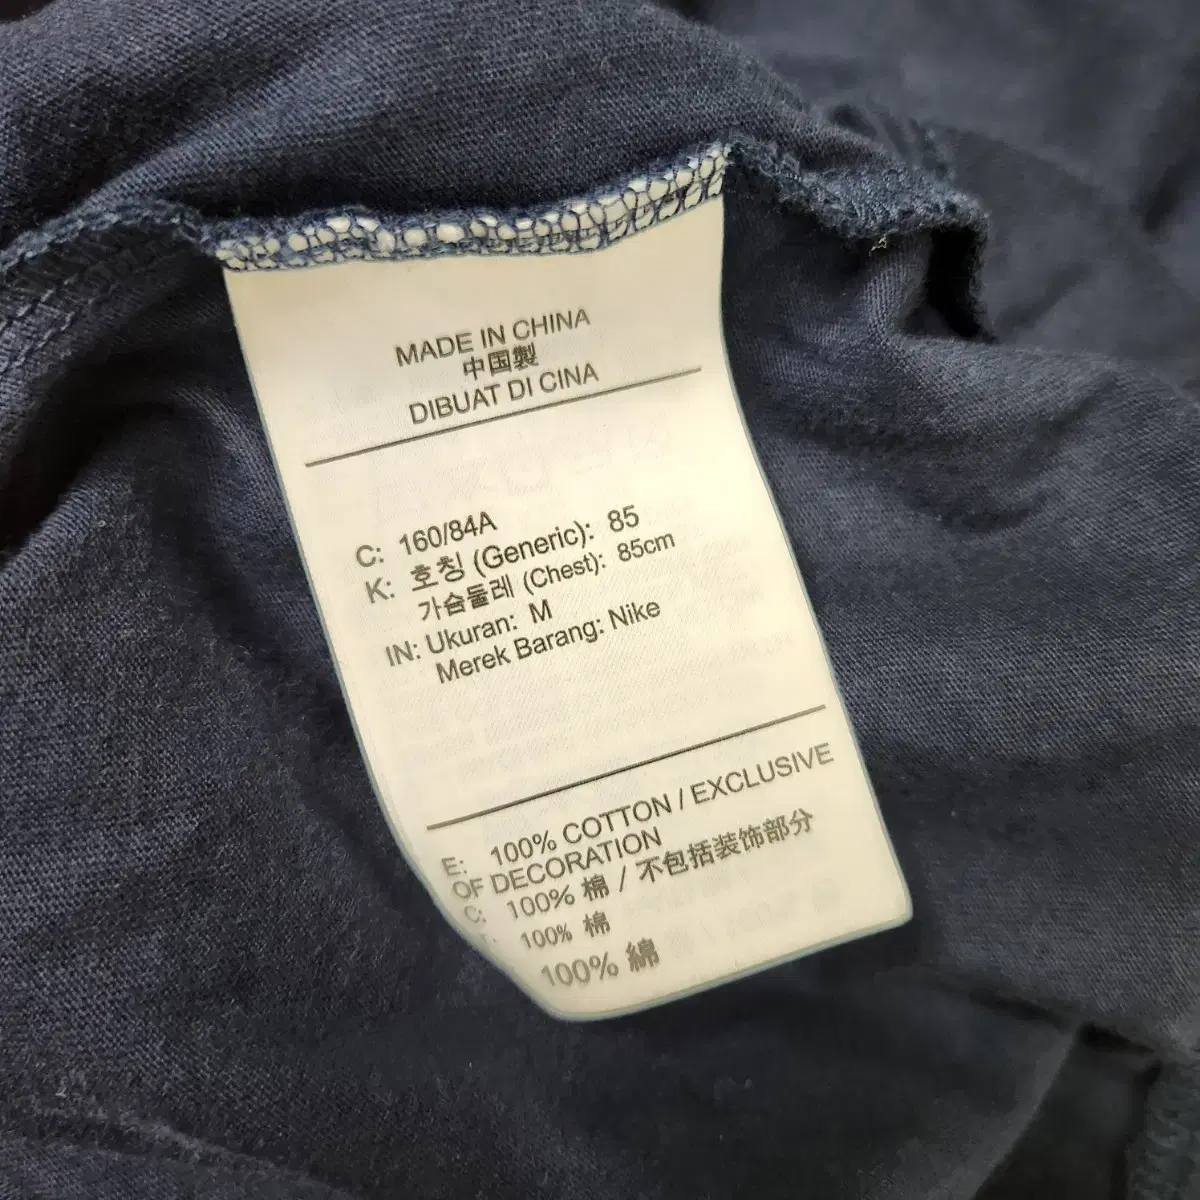 MADE IN CHINA
中国製
DIBUAT DI CINA
C: 160/84A
K: 호칭 (Generic): 85
가슴둘레 (Chest): 85cm
IN: Ukuran: M
Merek Barang: Nike
E: 100% COTTON / EXCLUSIVE
OF DECORATION
C: 100% 棉 / 不包括装饰部分
100% 棉
100% 綿